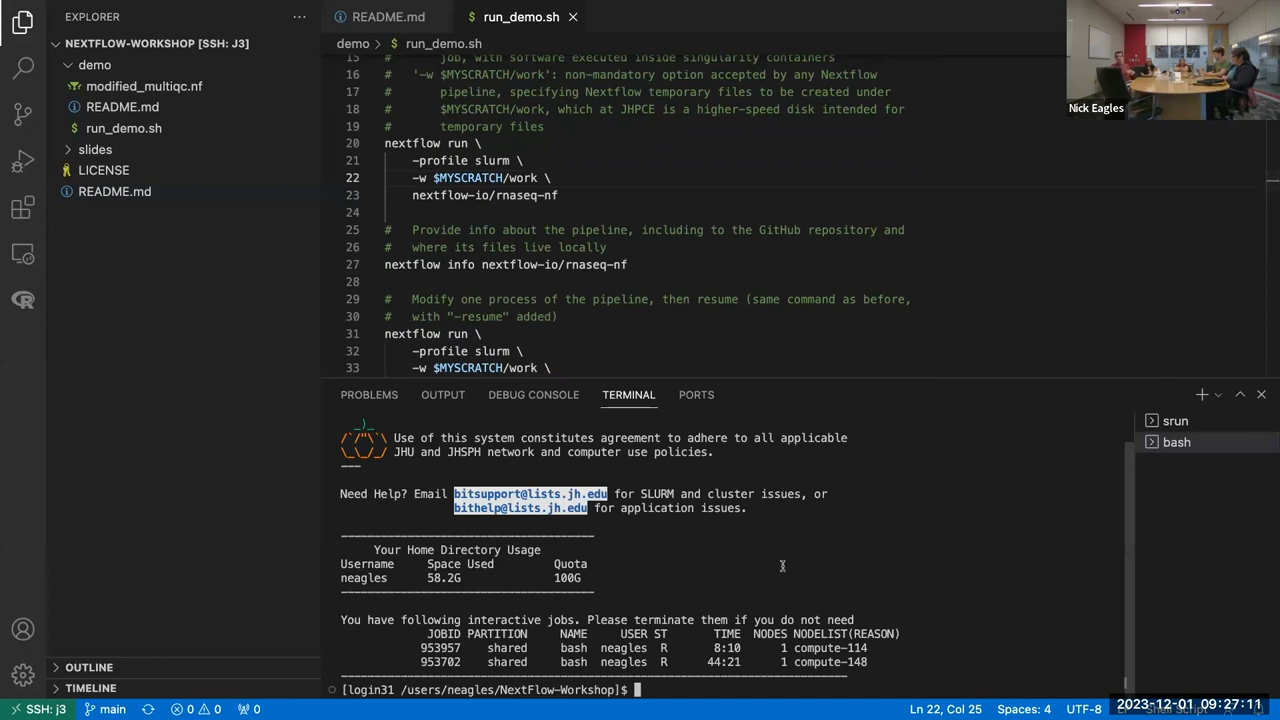 EXPLORER
···
NEXTFLOW-WORKSHOP [SSH: J3]
demo
modified_multiqc.nf
README.md
run_demo.sh
slides
LICENSE
README.md
OUTLINE
TIMELINE
README.md
run_demo.sh
demo > run_demo.sh
15 # job, with software executed inside singularity containers
16 # '-w $MYSCRATCH/work': non-mandatory option accepted by any Nextflow
17 # pipeline, specifying Nextflow temporary files to be created under
18 # $MYSCRATCH/work, which at JHPCE is a higher-speed disk intended for
19 # temporary files
20 nextflow run \
21 -profile slurm \
22 -w $MYSCRATCH/work \
23 nextflow-io/rnaseq-nf
24
25 # Provide info about the pipeline, including to the GitHub repository and
26 # where its files live locally
27 nextflow info nextflow-io/rnaseq-nf
28
29 # Modify one process of the pipeline, then resume (same command as before,
30 # with "-resume" added)
31 nextflow run \
32 -profile slurm \
33 -w $MYSCRATCH/work \
Nick Eagles
PROBLEMS OUTPUT DEBUG CONSOLE TERMINAL PORTS
srun
bash
_)_
/`/"\`\ Use of this system constitutes agreement to adhere to all applicable
\_\_/_/ JHU and JHSPH network and computer use policies.
---
Need Help? Email bitsupport@lists.jh.edu for SLURM and cluster issues, or
bithelp@lists.jh.edu for application issues.
--------------------------------------
Your Home Directory Usage
Username Space Used Quota
neagles 58.2G 100G
--------------------------------------
You have following interactive jobs. Please terminate them if you do not need
JOBID PARTITION NAME USER ST TIME NODES NODELIST(REASON)
953957 shared bash neagles R 8:10 1 compute-114
953702 shared bash neagles R 44:21 1 compute-148
----------------------------------------------------------------------------
[login31 /users/neagles/NextFlow-Workshop]$
SSH: j3 main 0 0 0 Ln 22, Col 25 Spaces: 4 UTF-8
2023-12-01 09:27:11